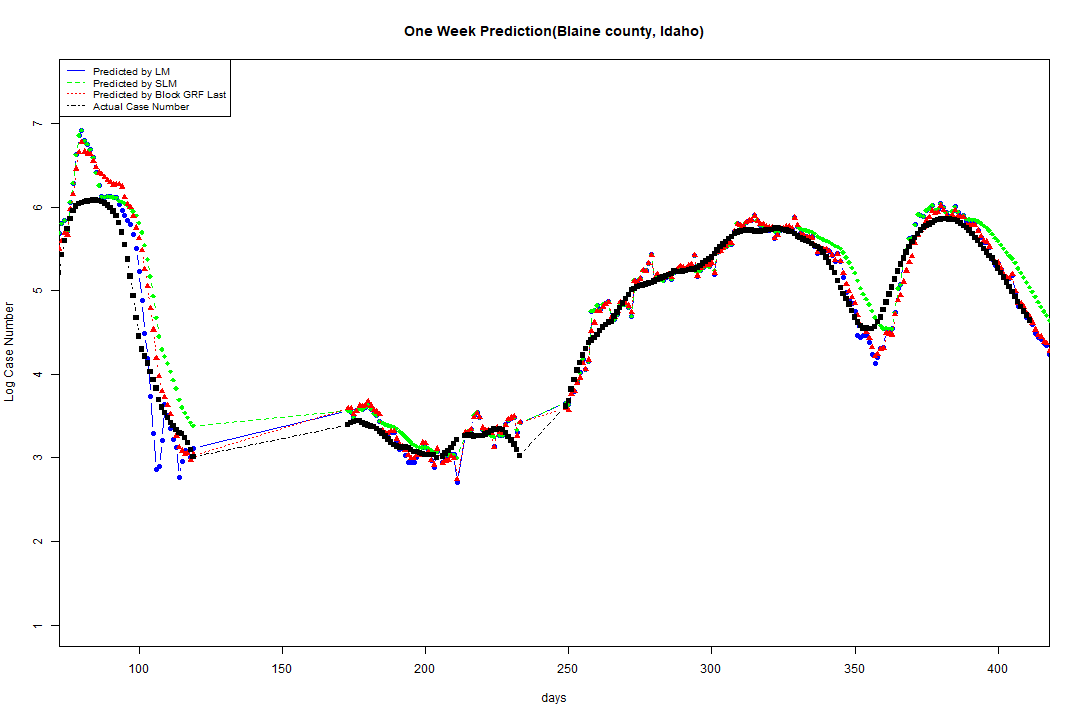 One Week Prediction(Blaine county, Idaho)
Predicted by LM
Predicted by SLM
Predicted by Block GRF Last
Actual Case Number
Log Case Number
7
6
5
4
3
2
1
100 150 200 250 300 350 400
days